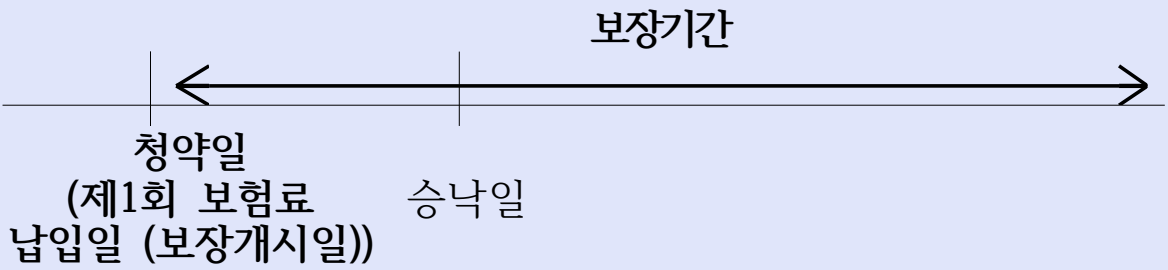 보장기간
청약일
(제1회 보험료
납입일 (보장개시일))
승낙일